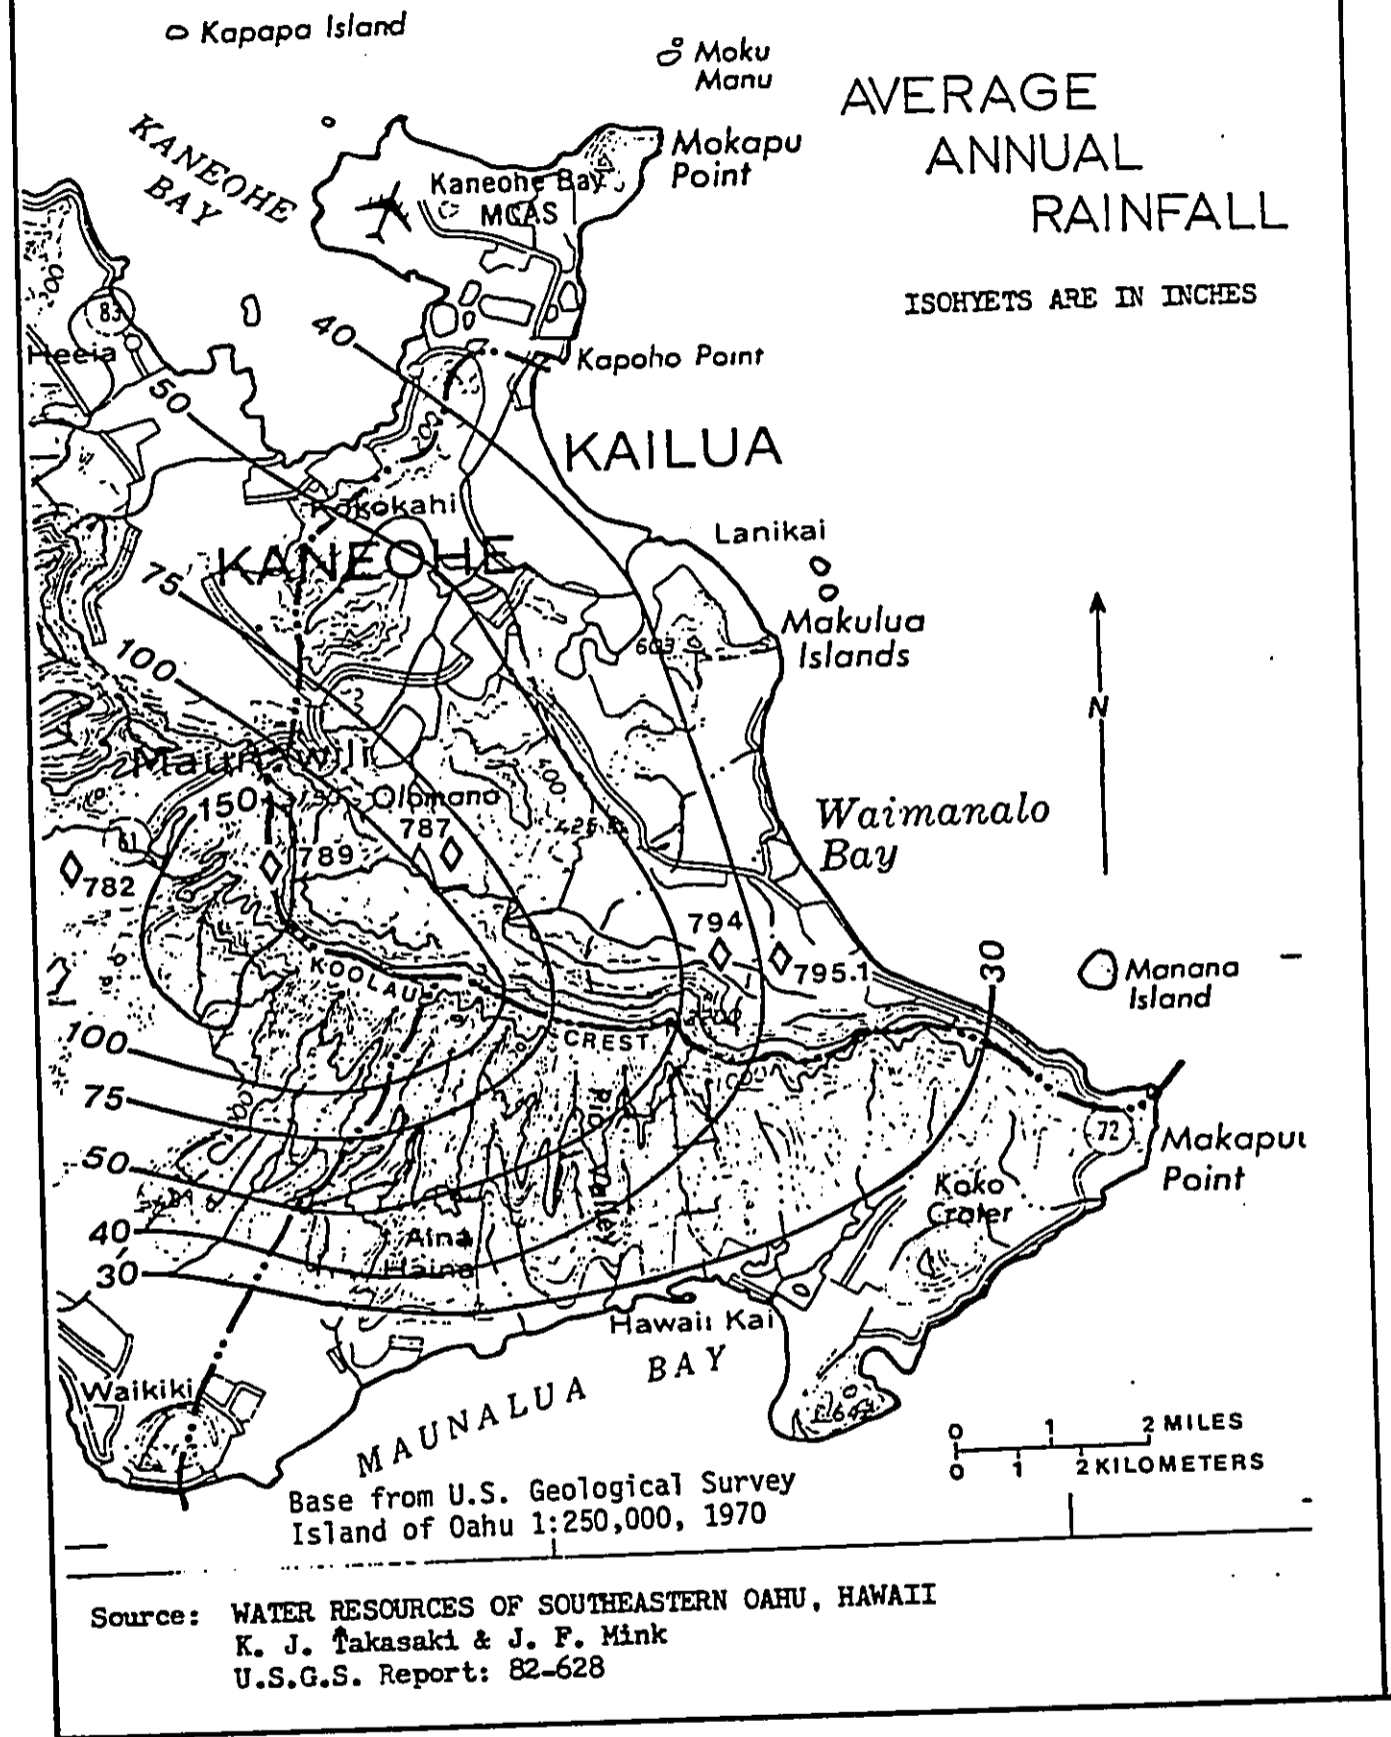 Kapapa Island
Moku
Manu
AVERAGE
ANNUAL
RAINFALL
KANEOHE
BAY
Mokapu
Point
Kaneohe Bay
MCAS
ISOHYETS ARE IN INCHES
200
83
Heeia
40
Kapoho Point
50
200
KAILUA
Kokokahi
Lanikai
KANEOHE
75
Makulua
Islands
603
100
N
Maunawili
400
150
Olomana
787
Waimanalo
Bay
61
789
782
794
795.1
30
KOOLAU
Manana
Island
CREST
100
75
72
Makapuu
Point
50
Koko
Crater
40
Aina
Haina
30
Hawaii Kai
MAUNALUA BAY
Waikiki
0 1 2 MILES
0 1 2 KILOMETERS
Base from U.S. Geological Survey
Island of Oahu 1:250,000, 1970
Source: WATER RESOURCES OF SOUTHEASTERN OAHU, HAWAII
K. J. Takasaki & J. F. Mink
U.S.G.S. Report: 82-628